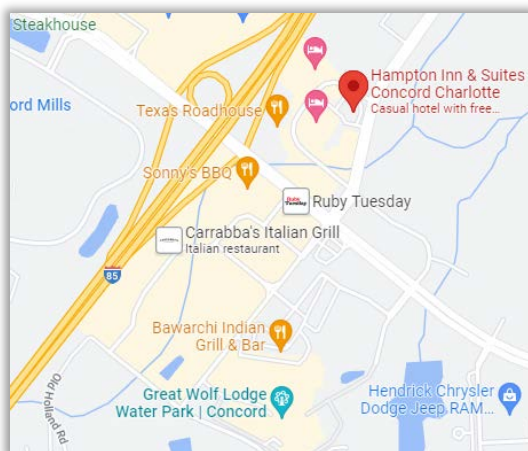 Steakhouse
ord Mills
Texas Roadhouse
Hampton Inn & Suites
Concord Charlotte
Casual hotel with free...
Sonny's BBQ
Ruby Tuesday
Ruby Tuesday
Carrabba's Italian Grill
Italian restaurant
85
Bawarchi Indian
Grill & Bar
Old Holland Rd
Great Wolf Lodge
Water Park | Concord
Hendrick Chrysler
Dodge Jeep RAM...